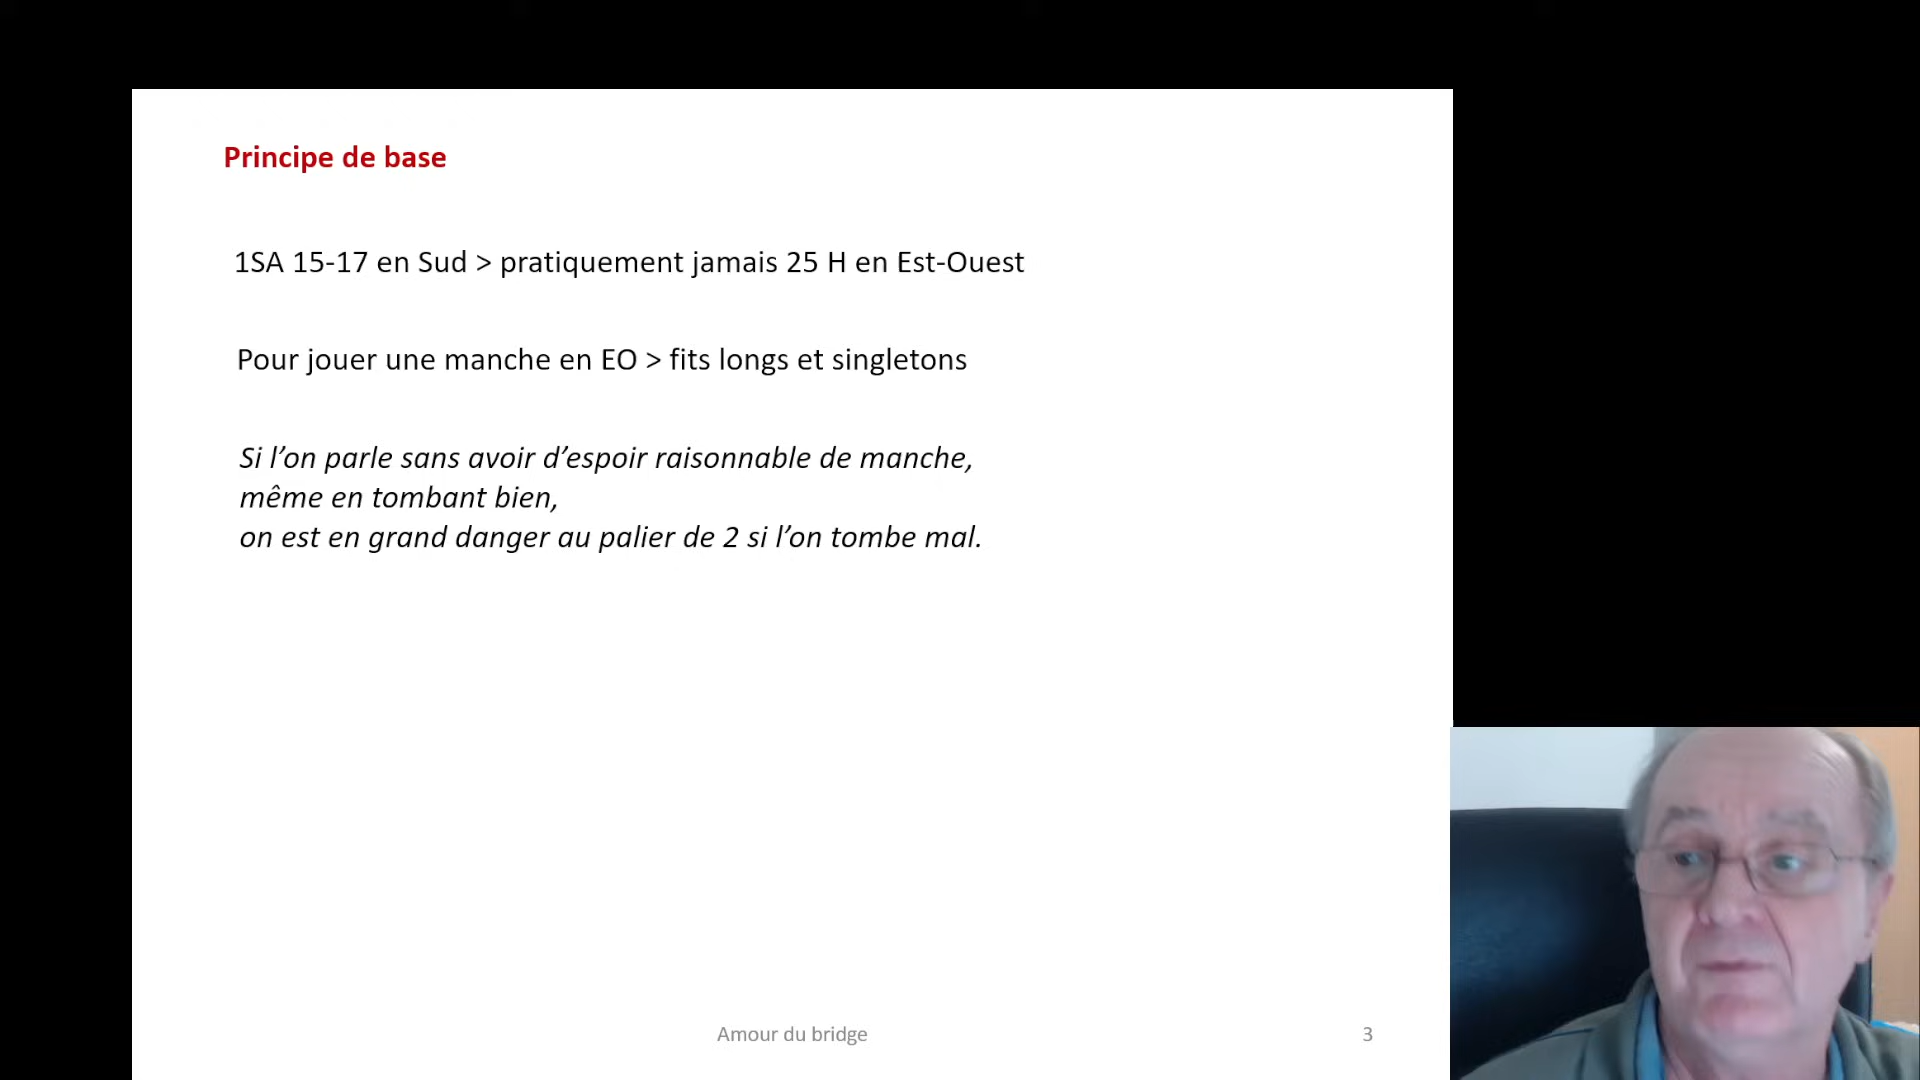 Principe de base
1SA 15-17 en Sud > pratiquement jamais 25 H en Est-Ouest
Pour jouer une manche en EO > fits longs et singletons
Si l’on parle sans avoir d’espoir raisonnable de manche,
même en tombant bien,
on est en grand danger au palier de 2 si l’on tombe mal.
Amour du bridge
3